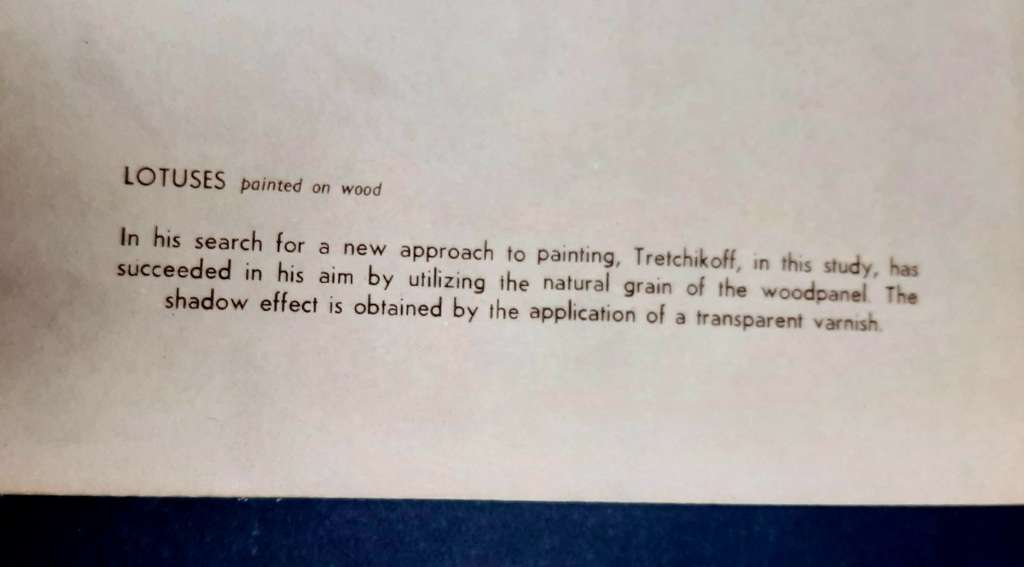 LOTUSES painted on wood
In his search for a new approach to painting, Tretchikoff, in this study, has
succeeded in his aim by utilizing the natural grain of the woodpanel. The
shadow effect is obtained by the application of a transparent varnish.